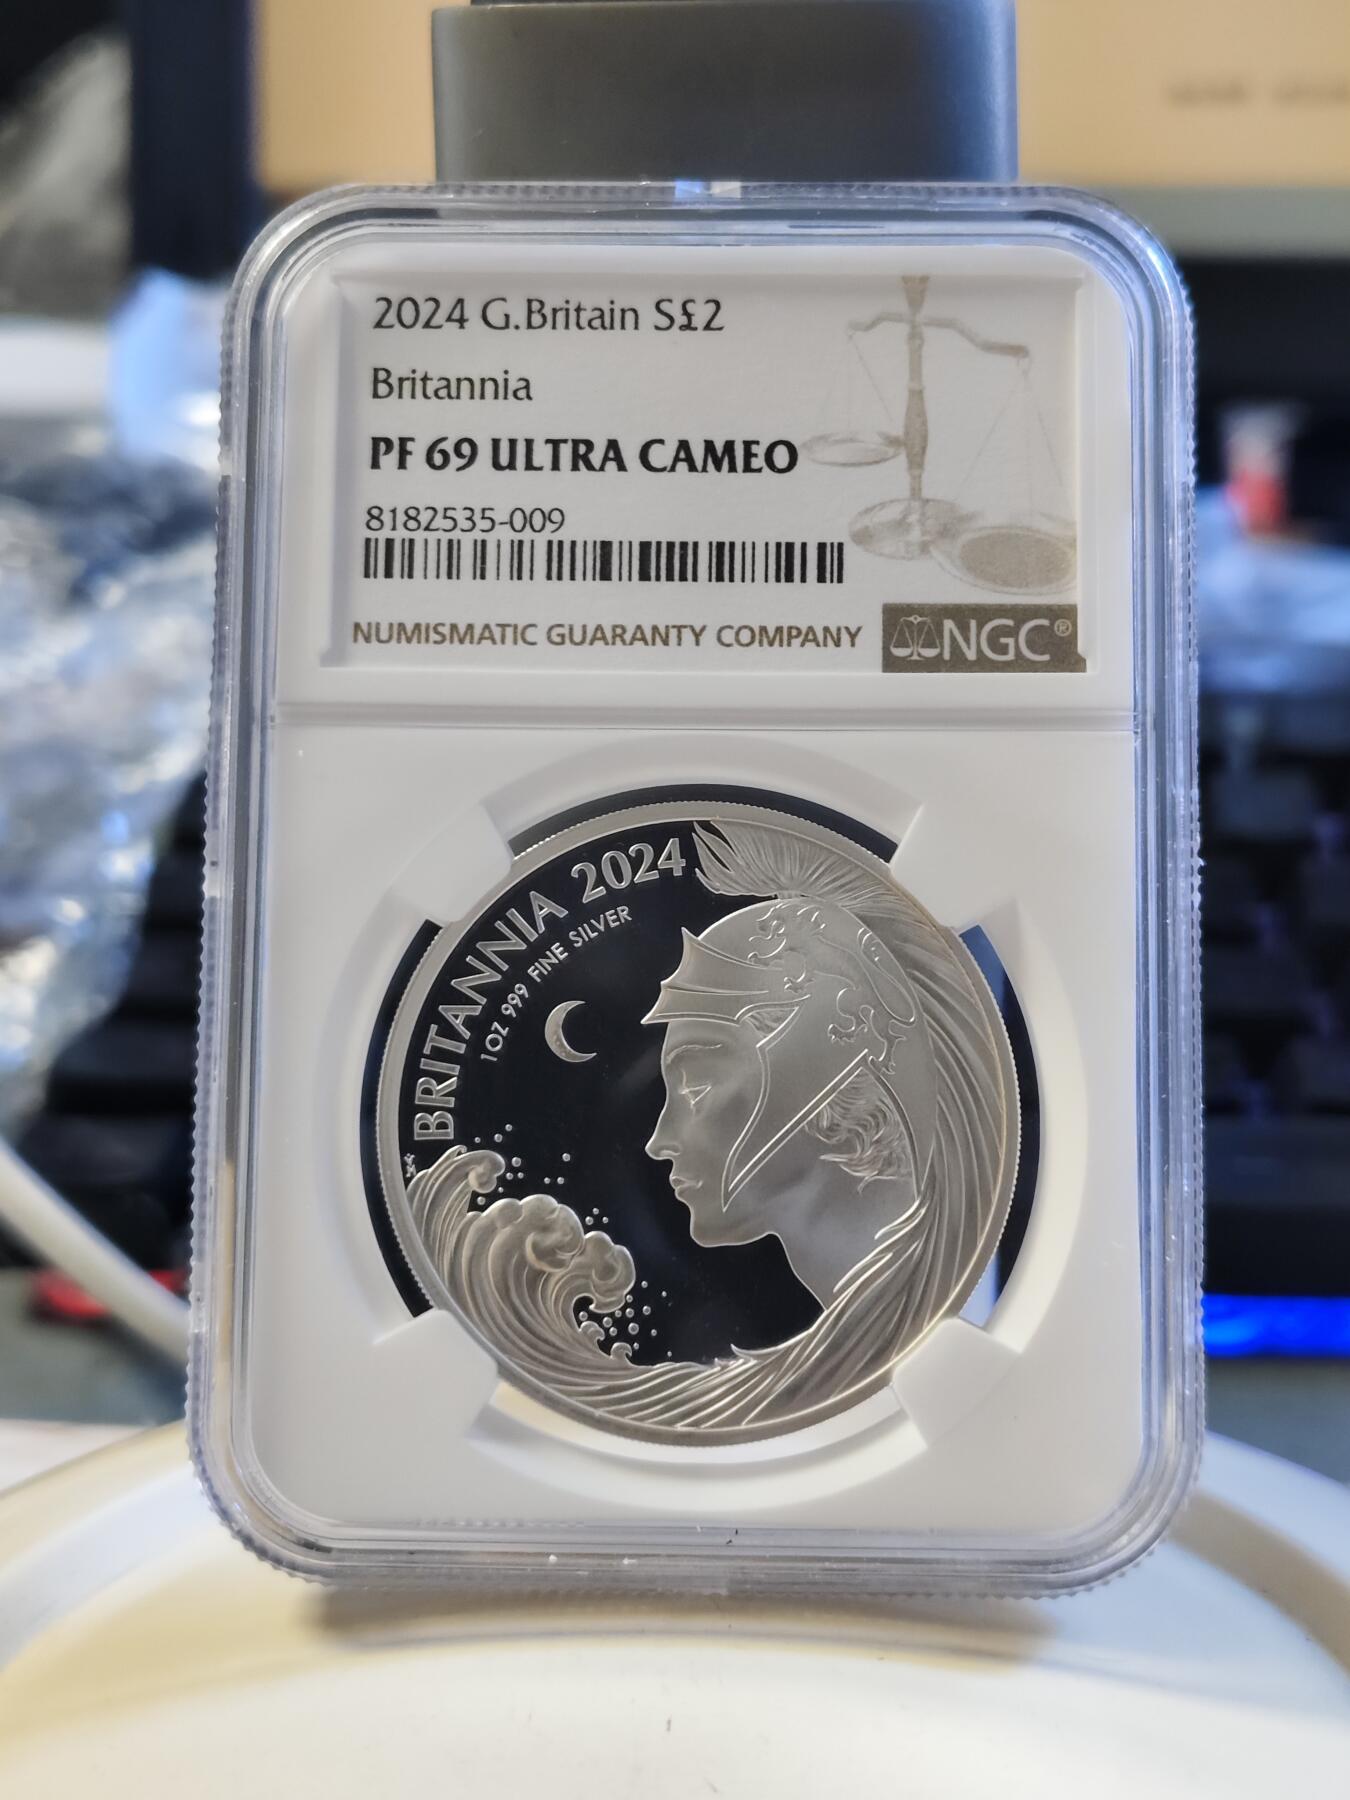 2024 G.Britain S£2
Britannia
PF 69 ULTRA CAMEO
8182535-009
NUMISMATIC GUARANTY COMPANY
NGC®
BRITANNIA 2024
1OZ 999 FINE SILVER